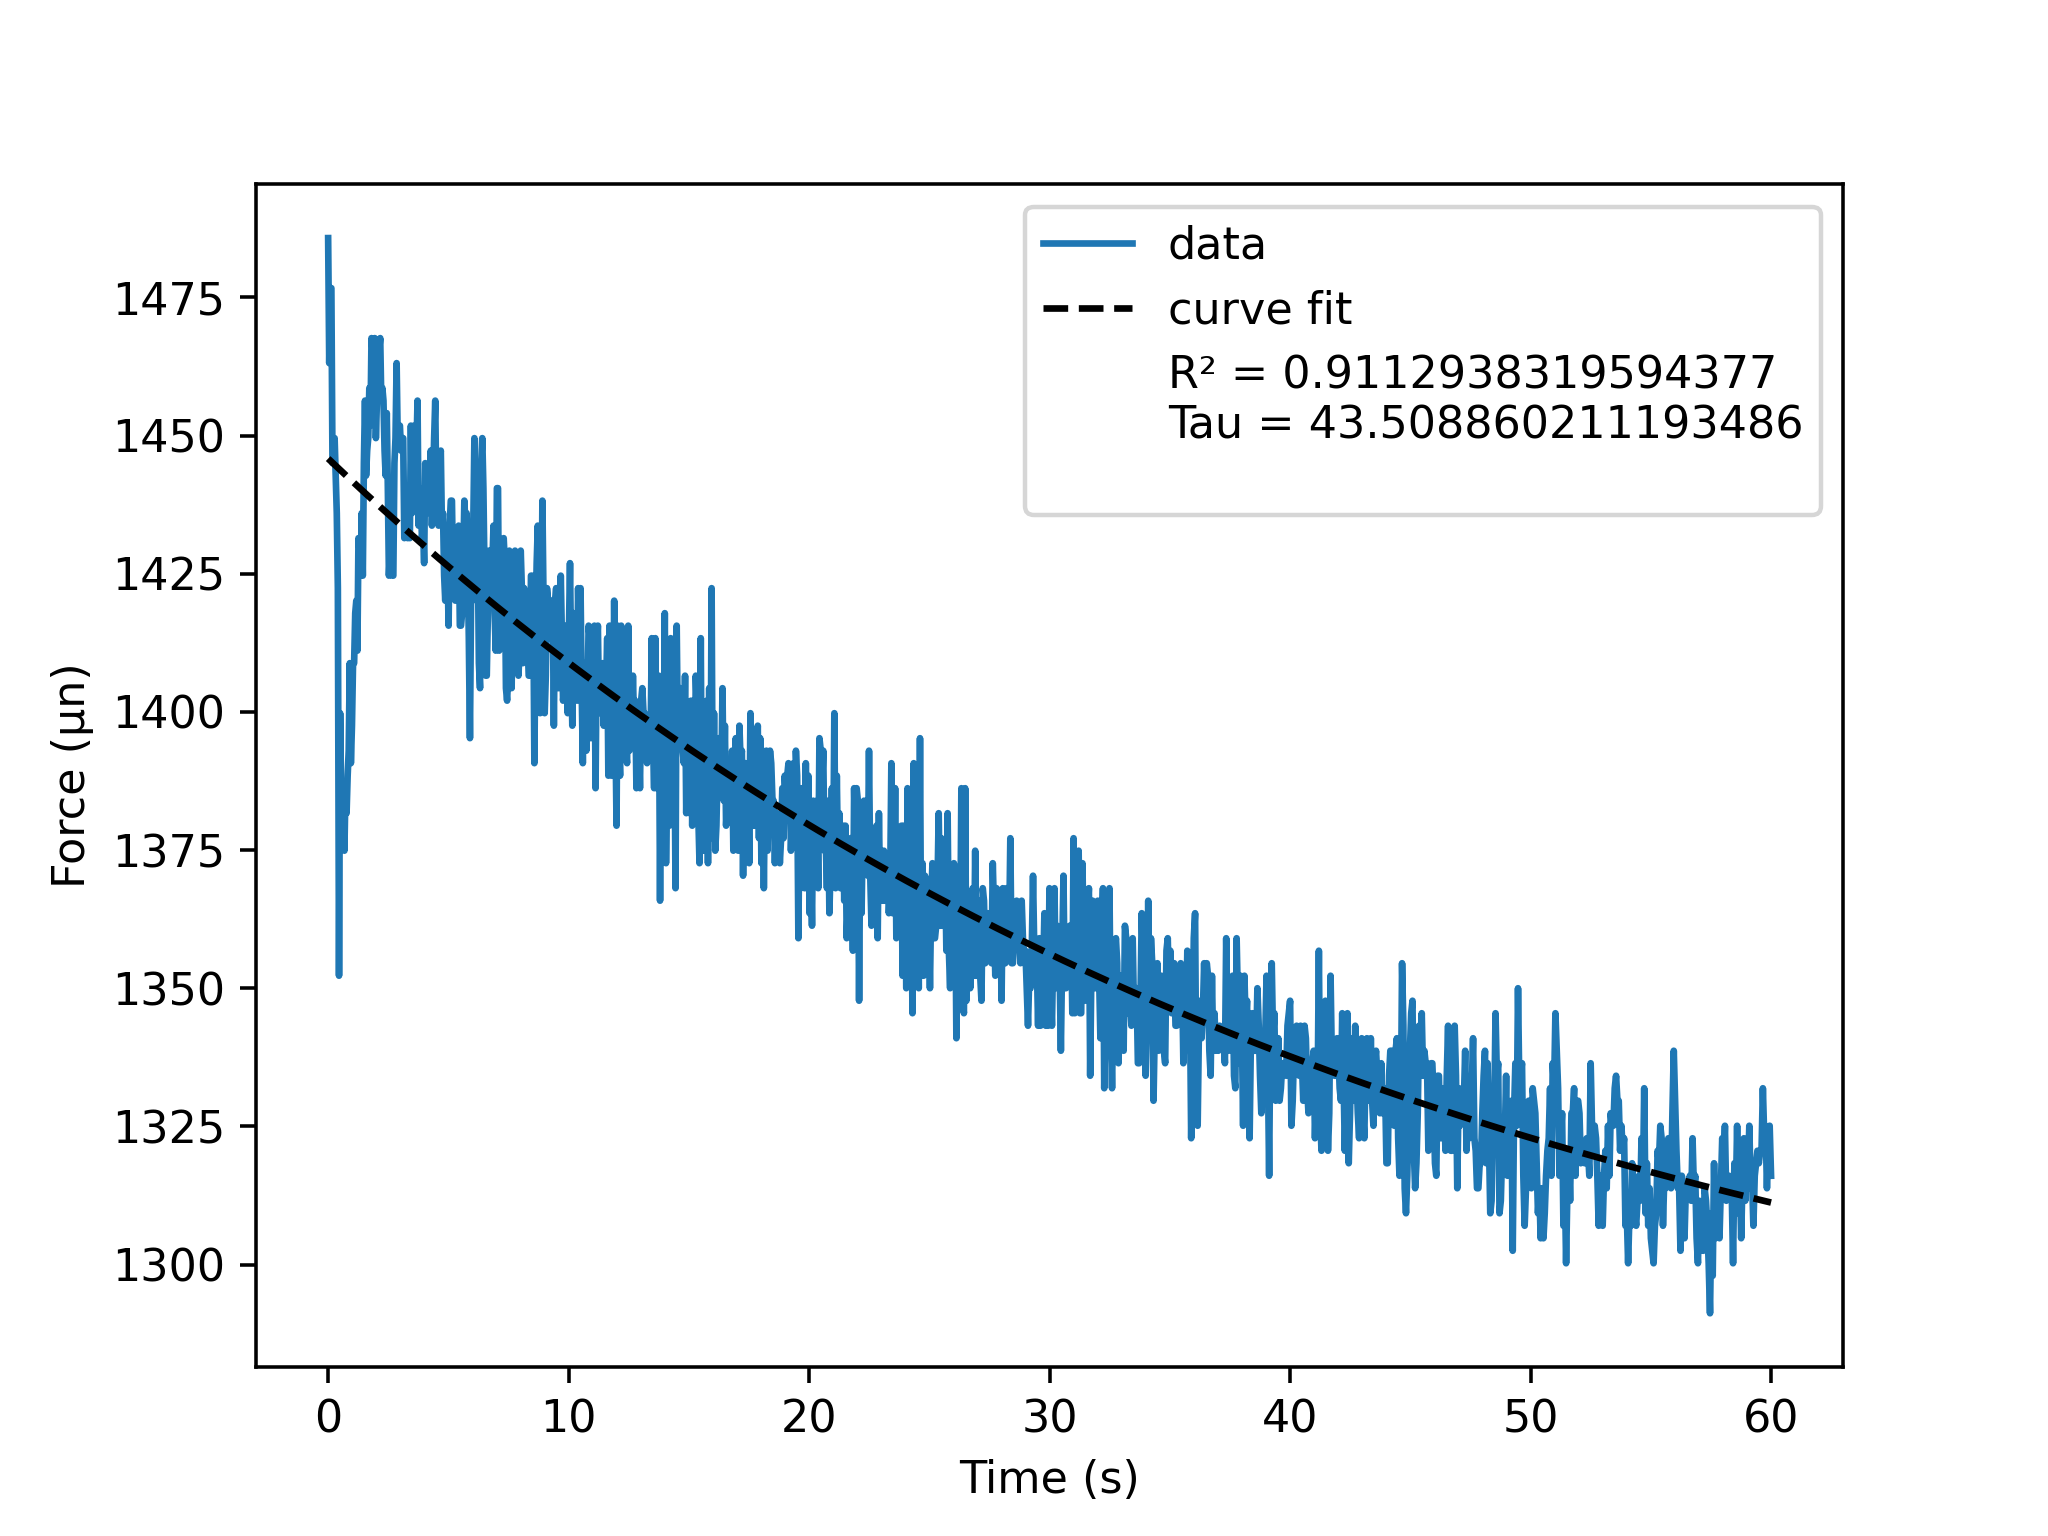 data
curve fit
R² = 0.9112938319594377
Tau = 43.508860211193486
1475
1450
1425
1400
1375
1350
1325
1300
Force (µn)
0 10 20 30 40 50 60
Time (s)